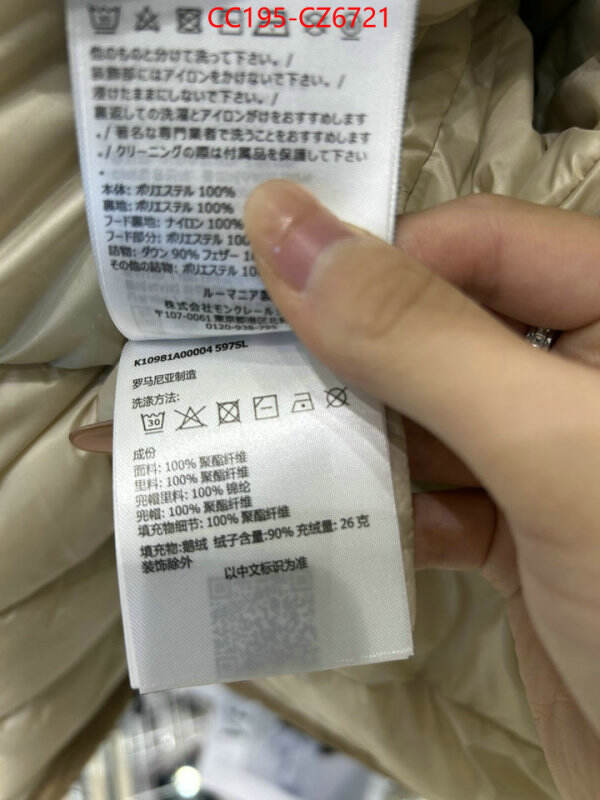 CC195-CZ6721
他のものと分けて洗って下さい。/
装飾部にはアイロンをかけないで下さい。/
浸けたままにしないで下さい。/
裏返しての洗濯とアイロンがけをおすすめします
./ 著名な専門業者で洗うことをおすすめします
./ クリーニングの際は付属品を保護して下さい
.
本体: ポリエステル 100%
裏地: ポリエステル 100%
フード裏地: ナイロン 100%
フード部分: ポリエステル 100
詰物: ダウン 90% フェザー
その他の詰物: ポリエステル
ルーマニア製
株式会社モンクレール
〒107-0061 東京都港区北
0120-938-795
K109B1A00004 597SL
罗马尼亚制造
洗涤方法:
30
成份
面料: 100% 聚酯纤维
里料: 100% 聚酯纤维
兜帽里料: 100% 锦纶
兜帽: 100% 聚酯纤维
填充物细节: 100% 聚酯纤维
填充物:鹅绒 绒子含量:90% 充绒量: 26 克
装饰除外
以中文标识为准